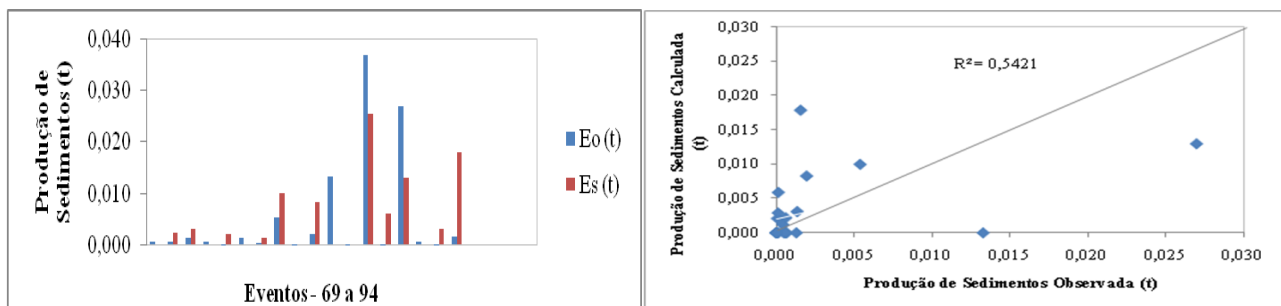 Produção de
Sedimentos (t)
0,040
0,030
0,020
0,010
0,000
Eo (t)
Es (t)
Eventos - 69 a 94
Produção de Sedimentos Calculada
(t)
0,030
0,025
0,020
0,015
0,010
0,005
0,000
R² = 0,5421
0,000 0,005 0,010 0,015 0,020 0,025 0,030
Produção de Sedimentos Observada (t)